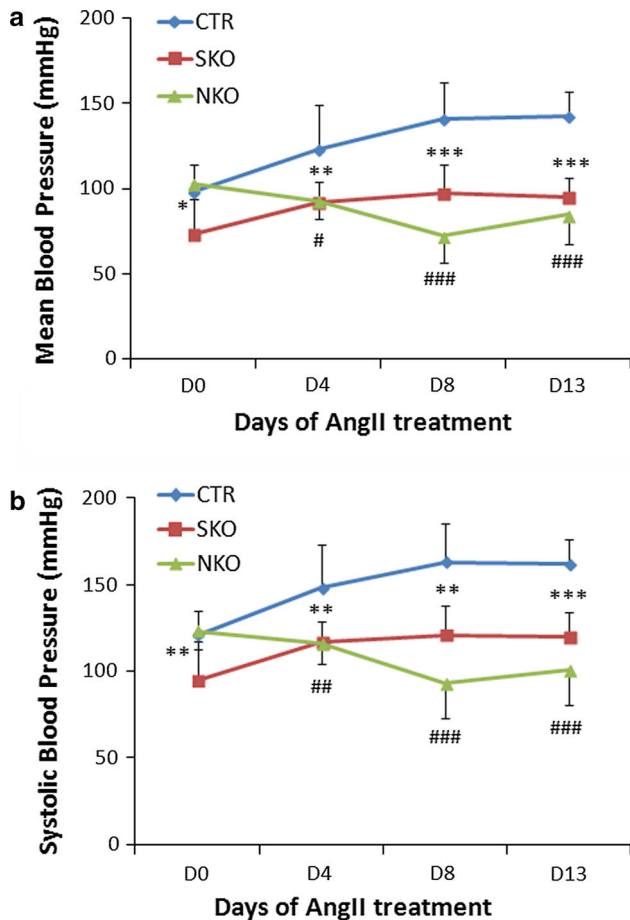 a
Mean Blood Pressure (mmHg)
200
150
100
50
0
CTR
SKO
NKO
*
**
***
***
#
###
###
D0 D4 D8 D13
Days of AngII treatment
b
Systolic Blood Pressure (mmHg)
200
150
100
50
0
CTR
SKO
NKO
**
**
**
***
##
###
###
D0 D4 D8 D13
Days of AngII treatment